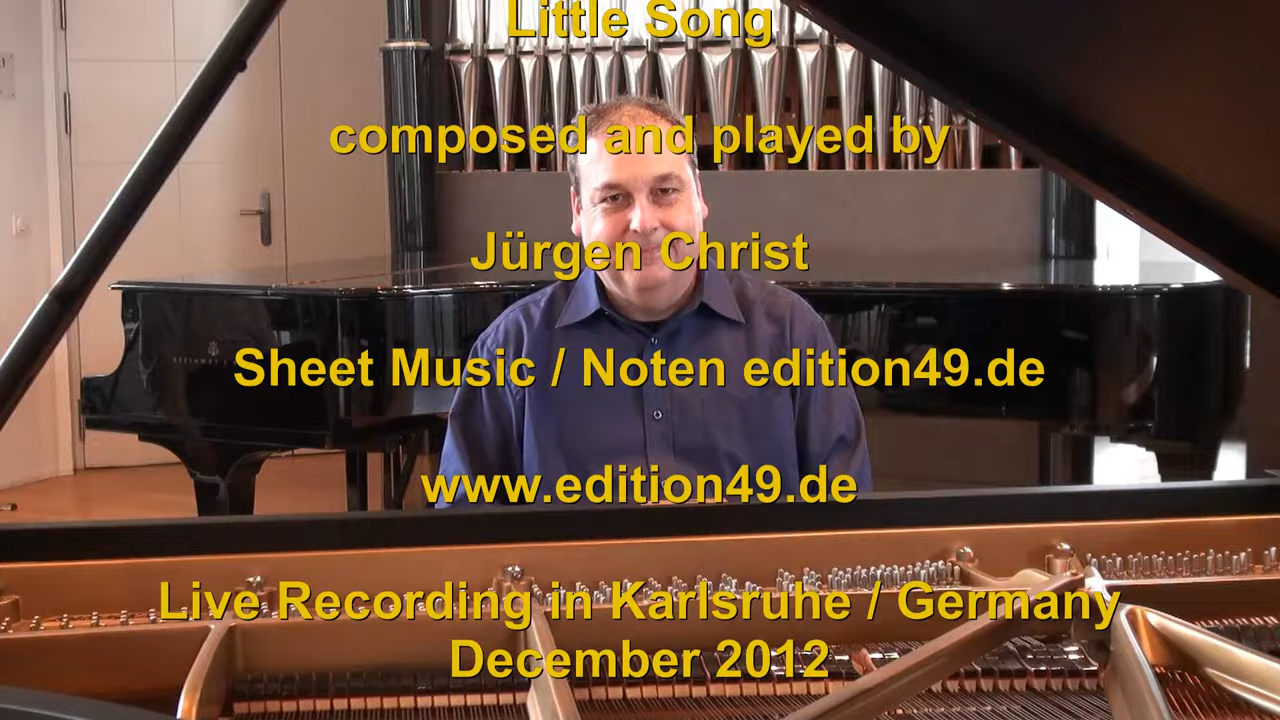 Little Song
composed and played by
Jürgen Christ
Sheet Music / Noten edition49.de
www.edition49.de
Live Recording in Karlsruhe / Germany
December 2012
STEINWAY